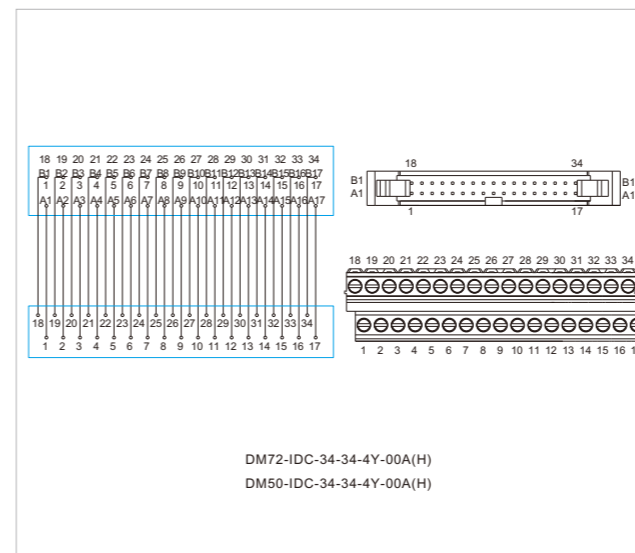 18 19 20 21 22 23 24 25 26 27 28 29 30 31 32 33 34
B1 B2 B3 B4 B5 B6 B7 B8 B9 B10 B11 B12 B13 B14 B15 B16 B17
1 2 3 4 5 6 7 8 9 10 11 12 13 14 15 16 17
A1 A2 A3 A4 A5 A6 A7 A8 A9 A10 A11 A12 A13 A14 A15 A16 A17
18 19 20 21 22 23 24 25 26 27 28 29 30 31 32 33 34
1 2 3 4 5 6 7 8 9 10 11 12 13 14 15 16 17
18 34
B1 B1
A1 A1
1 17
18 19 20 21 22 23 24 25 26 27 28 29 30 31 32 33 34
1 2 3 4 5 6 7 8 9 10 11 12 13 14 15 16
DM72-IDC-34-34-4Y-00A(H)
DM50-IDC-34-34-4Y-00A(H)